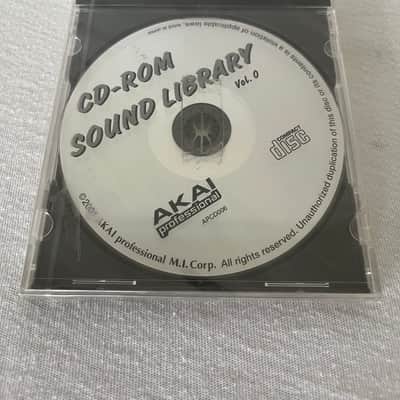 CD-ROM
SOUND LIBRARY
Vol. 0
COMPACT
disc
AKAI
professional
APCD006
AKAI professional M.I. Corp. All rights reserved. Unauthorized duplication of this disc or its contents is a violation of applicable laws.